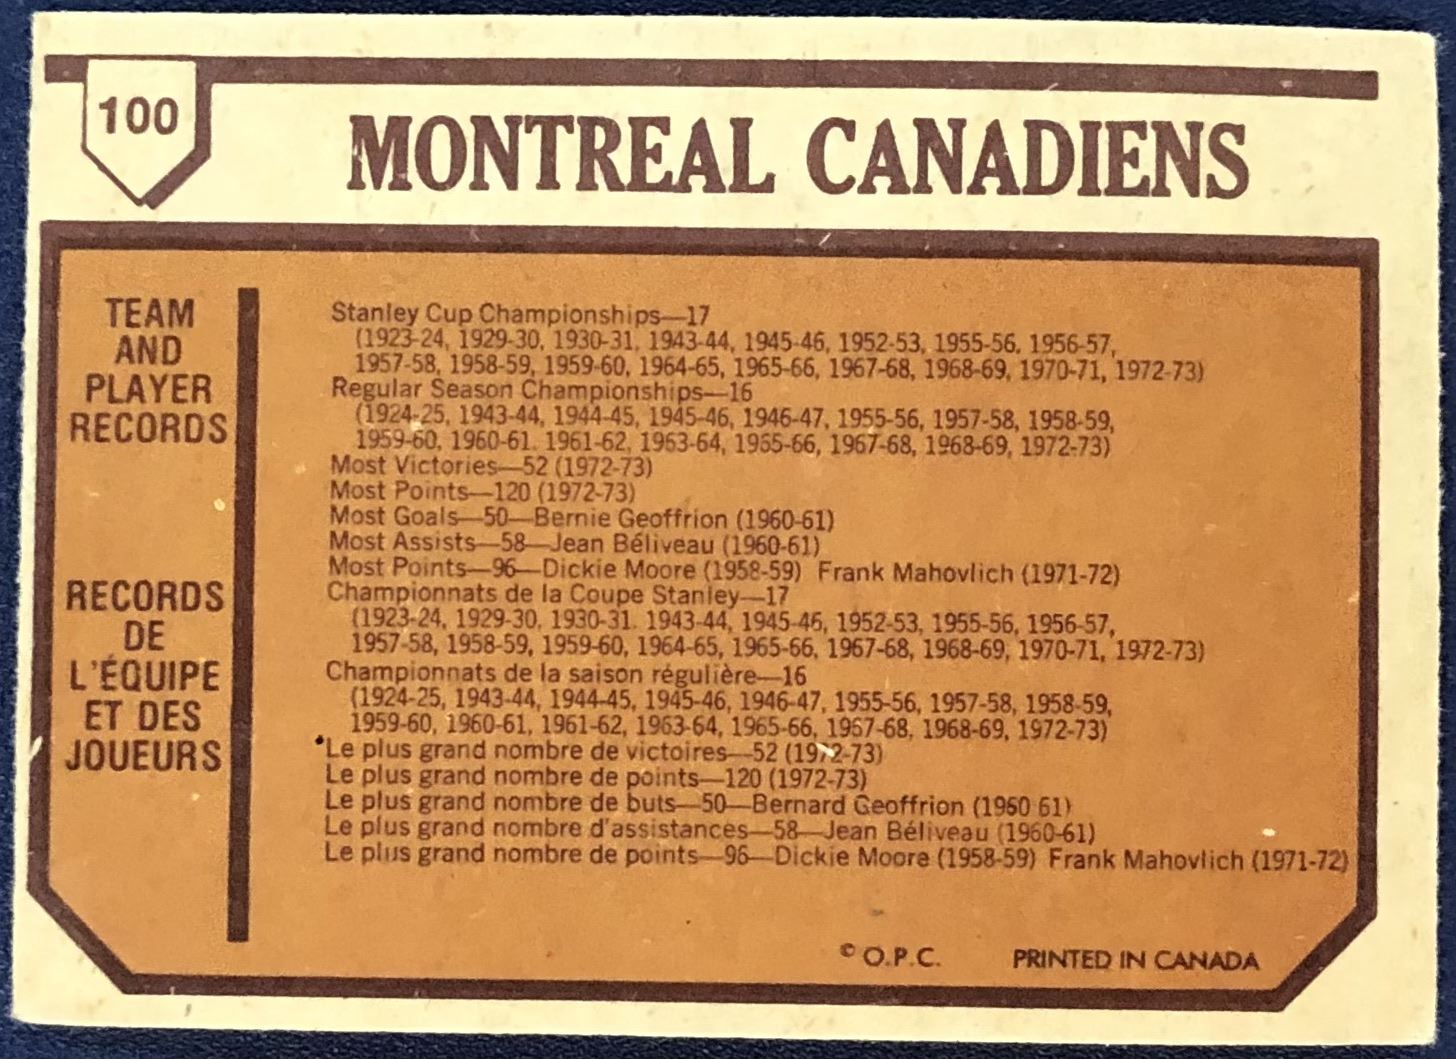 100
MONTREAL CANADIENS
TEAM
AND
PLAYER
RECORDS
Stanley Cup Championships—17
(1923-24, 1929-30, 1930-31, 1943-44, 1945-46, 1952-53, 1955-56, 1956-57,
1957-58, 1958-59, 1959-60, 1964-65, 1965-66, 1967-68, 1968-69, 1970-71, 1972-73)
Regular Season Championships—16
(1924-25, 1943-44, 1944-45, 1945-46, 1946-47, 1955-56, 1957-58, 1958-59,
1959-60, 1960-61, 1961-62, 1963-64, 1965-66, 1967-68, 1968-69, 1972-73)
Most Victories—52 (1972-73)
Most Points—120 (1972-73)
Most Goals—50—Bernie Geoffrion (1960-61)
Most Assists—58—Jean Béliveau (1960-61)
Most Points—96—Dickie Moore (1958-59) Frank Mahovlich (1971-72)
RECORDS
DE
L'ÉQUIPE
ET DES
JOUEURS
Championnats de la Coupe Stanley—17
(1923-24, 1929-30, 1930-31, 1943-44, 1945-46, 1952-53, 1955-56, 1956-57,
1957-58, 1958-59, 1959-60, 1964-65, 1965-66, 1967-68, 1968-69, 1970-71, 1972-73)
Championnats de la saison régulière—16
(1924-25, 1943-44, 1944-45, 1945-46, 1946-47, 1955-56, 1957-58, 1958-59,
1959-60, 1960-61, 1961-62, 1963-64, 1965-66, 1967-68, 1968-69, 1972-73)
Le plus grand nombre de victoires—52 (1972-73)
Le plus grand nombre de points—120 (1972-73)
Le plus grand nombre de buts—50—Bernard Geoffrion (1960 61)
Le plus grand nombre d'assistances—58—Jean Béliveau (1960-61)
Le plus grand nombre de points—96—Dickie Moore (1958-59) Frank Mahovlich (1971-72)
© O.P.C. PRINTED IN CANADA